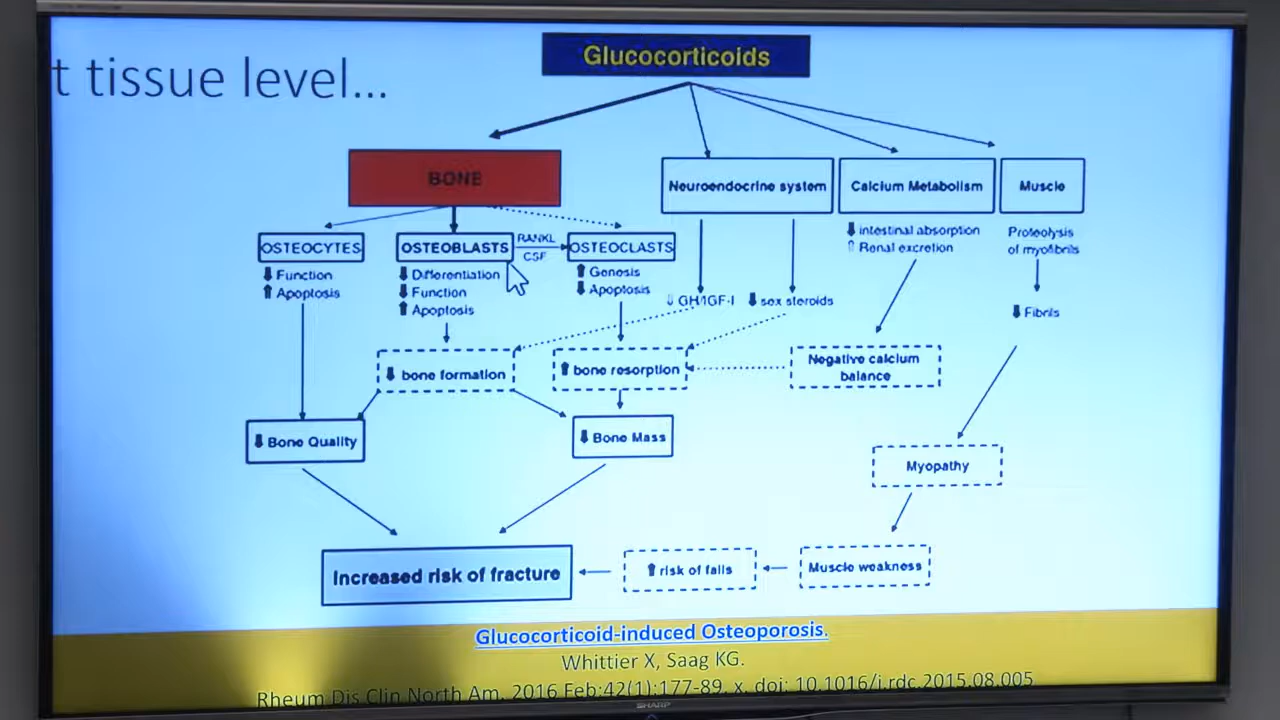 t tissue level...
Glucocorticoids
BONE
Neuroendocrine system
Calcium Metabolism
Muscle
OSTEOCYTES
⬇ Function
⬆ Apoptosis
OSTEOBLASTS
⬇ Differentiation
⬇ Function
⬆ Apoptosis
RANKL
CSF
OSTEOCLASTS
⬆ Genesis
⬇ Apoptosis
⇩ GH/IGF-I
⬇ sex steroids
⬇ intestinal absorption
⇧ Renal excretion
Proteolysis
of myofibrils
⬇ Fibrils
⬇ bone formation
⬆ bone resorption
Negative calcium
balance
⬇ Bone Quality
⬇ Bone Mass
Myopathy
Increased risk of fracture
⬆ risk of falls
Muscle weakness
Glucocorticoid-induced Osteoporosis.
Whittier X, Saag KG.
Rheum Dis Clin North Am. 2016 Feb;42(1):177-89. x. doi: 10.1016/j.rdc.2015.08.005
SHARP